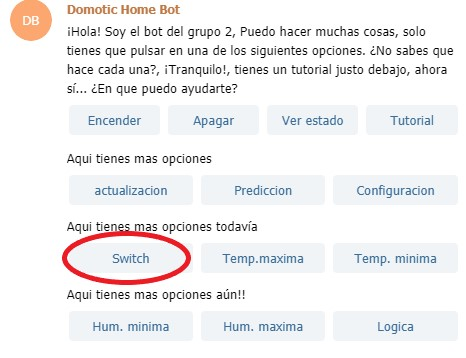 DB
Domotic Home Bot
¡Hola! Soy el bot del grupo 2, Puedo hacer muchas cosas, solo
tienes que pulsar en una de los siguientes opciones. ¿No sabes que
hace cada una?, ¡Tranquilo!, tienes un tutorial justo debajo, ahora
sí... ¿En que puedo ayudarte?
Encender Apagar Ver estado Tutorial
Aqui tienes mas opciones
actualizacion Prediccion Configuracion
Aqui tienes mas opciones todavía
Switch Temp.maxima Temp. minima
Aqui tienes mas opciones aún!!
Hum. minima Hum. maxima Logica